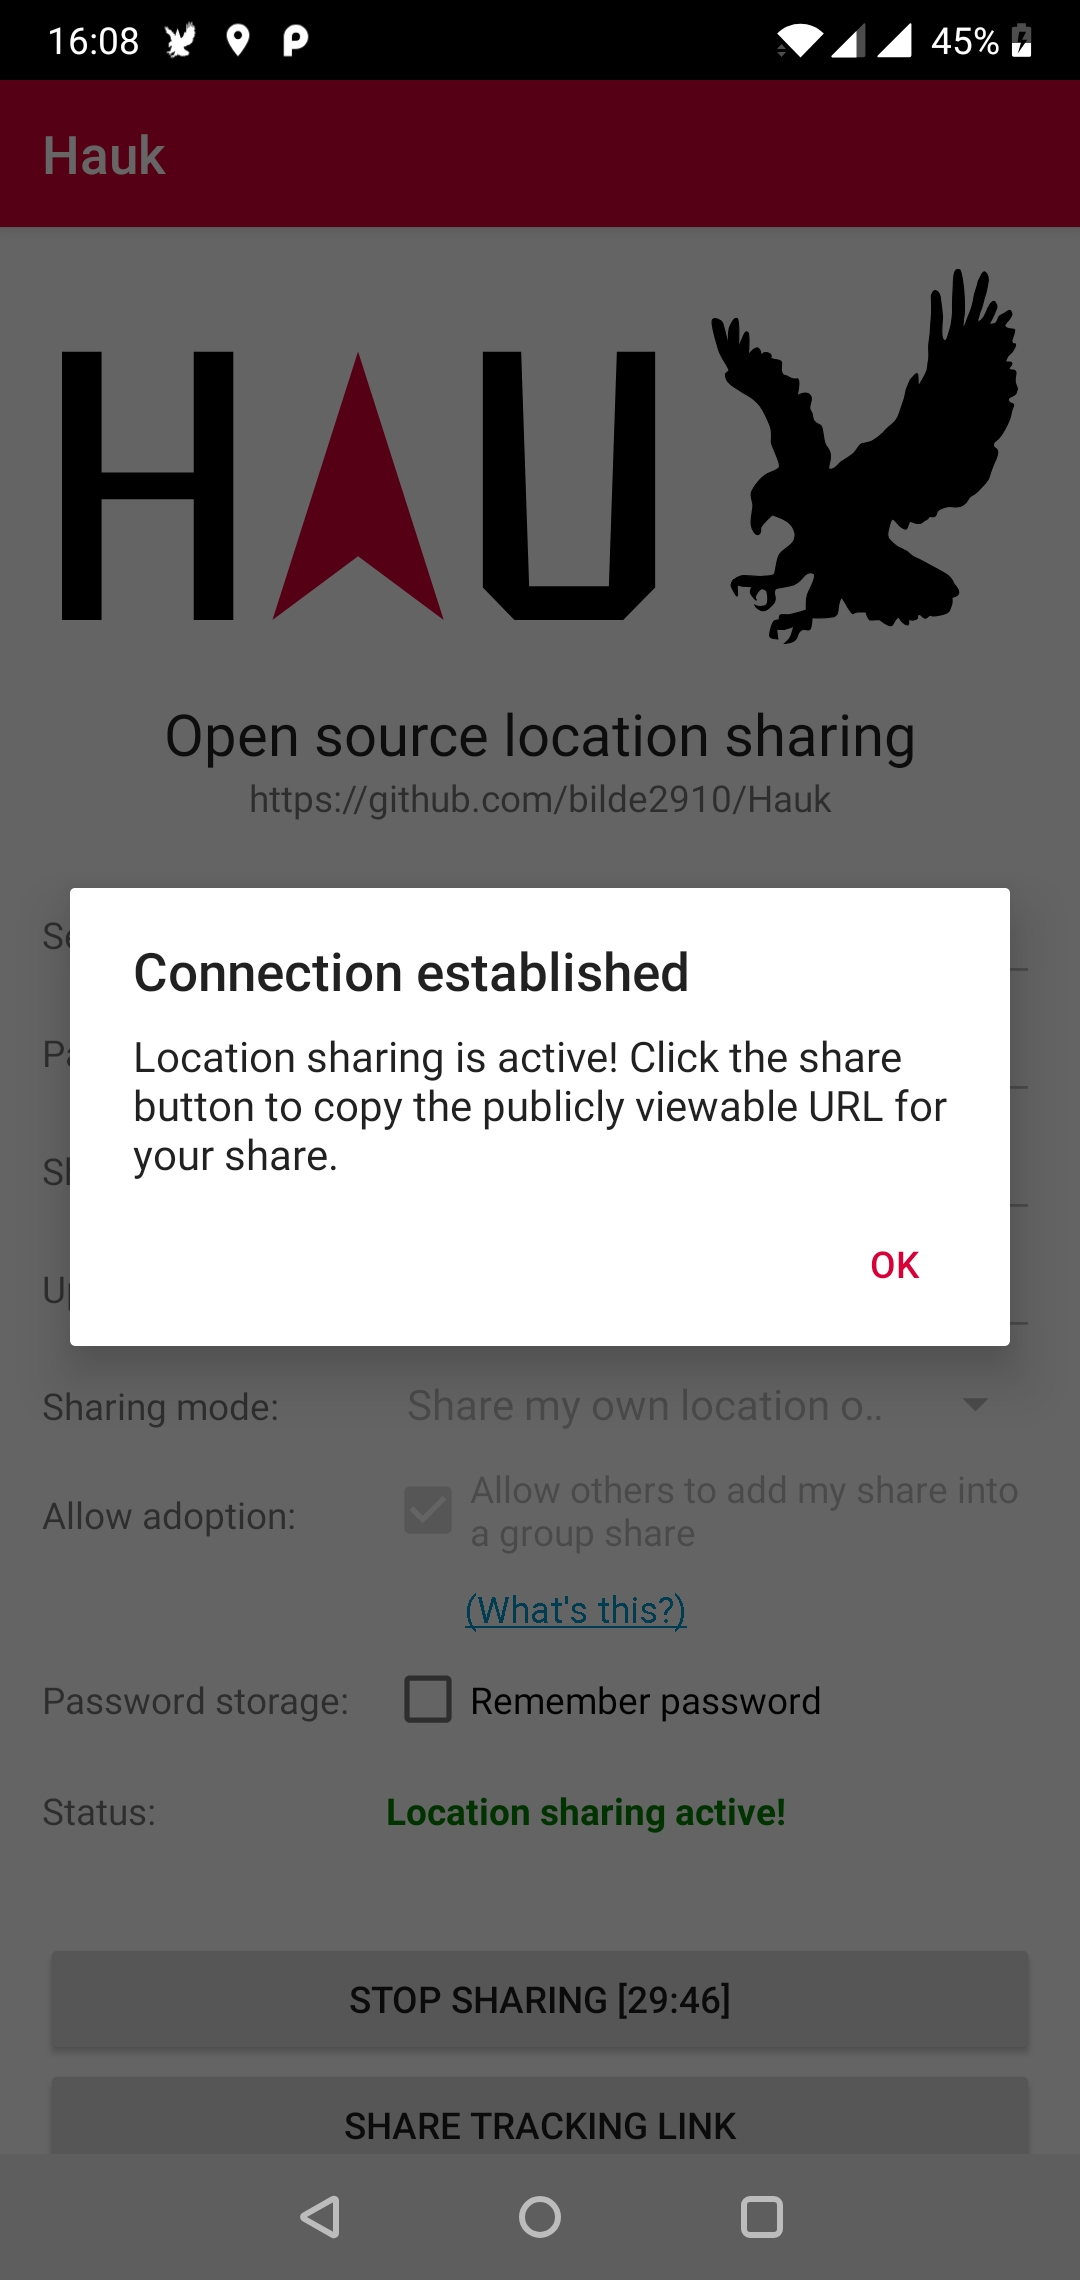 16:08
45%
Hauk
HAU
Open source location sharing
https://github.com/bilde2910/Hauk
Connection established
Location sharing is active! Click the share
button to copy the publicly viewable URL for
your share.
OK
Sharing mode: Share my own location o..
Allow adoption: Allow others to add my share into
a group share
(What's this?)
Password storage: Remember password
Status: Location sharing active!
STOP SHARING [29:46]
SHARE TRACKING LINK